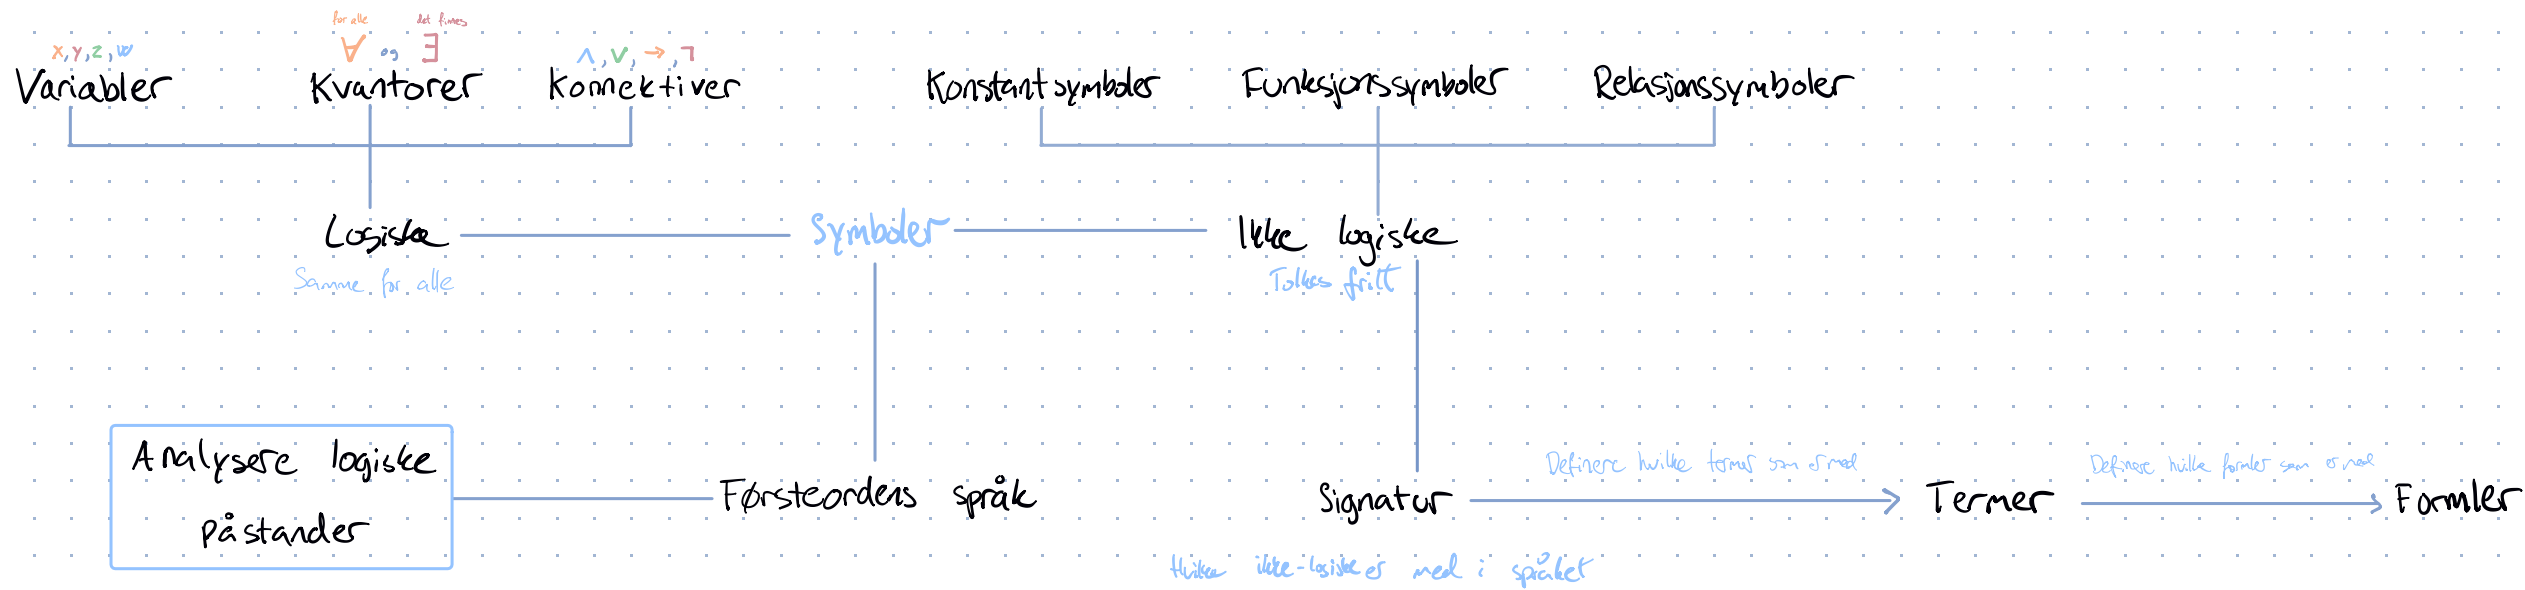 for alle
det finnes
x, y, z, w
∀ og ∃
∧, ∨, →, ¬
Variabler
Kvantorer
Konnektiver
Konstantsymboler
Funksjonssymboler
Relasjonssymboler
Logiske
Symboler
Ikke logiske
Samme for alle
Tolkes fritt
Analysere logiske
påstander
Førsteordens språk
Signatur
Definere hvilke termer som er med
Termer
Definere hvilke formler som er med
Formler
Hvilke ikke-logiske er med i språket